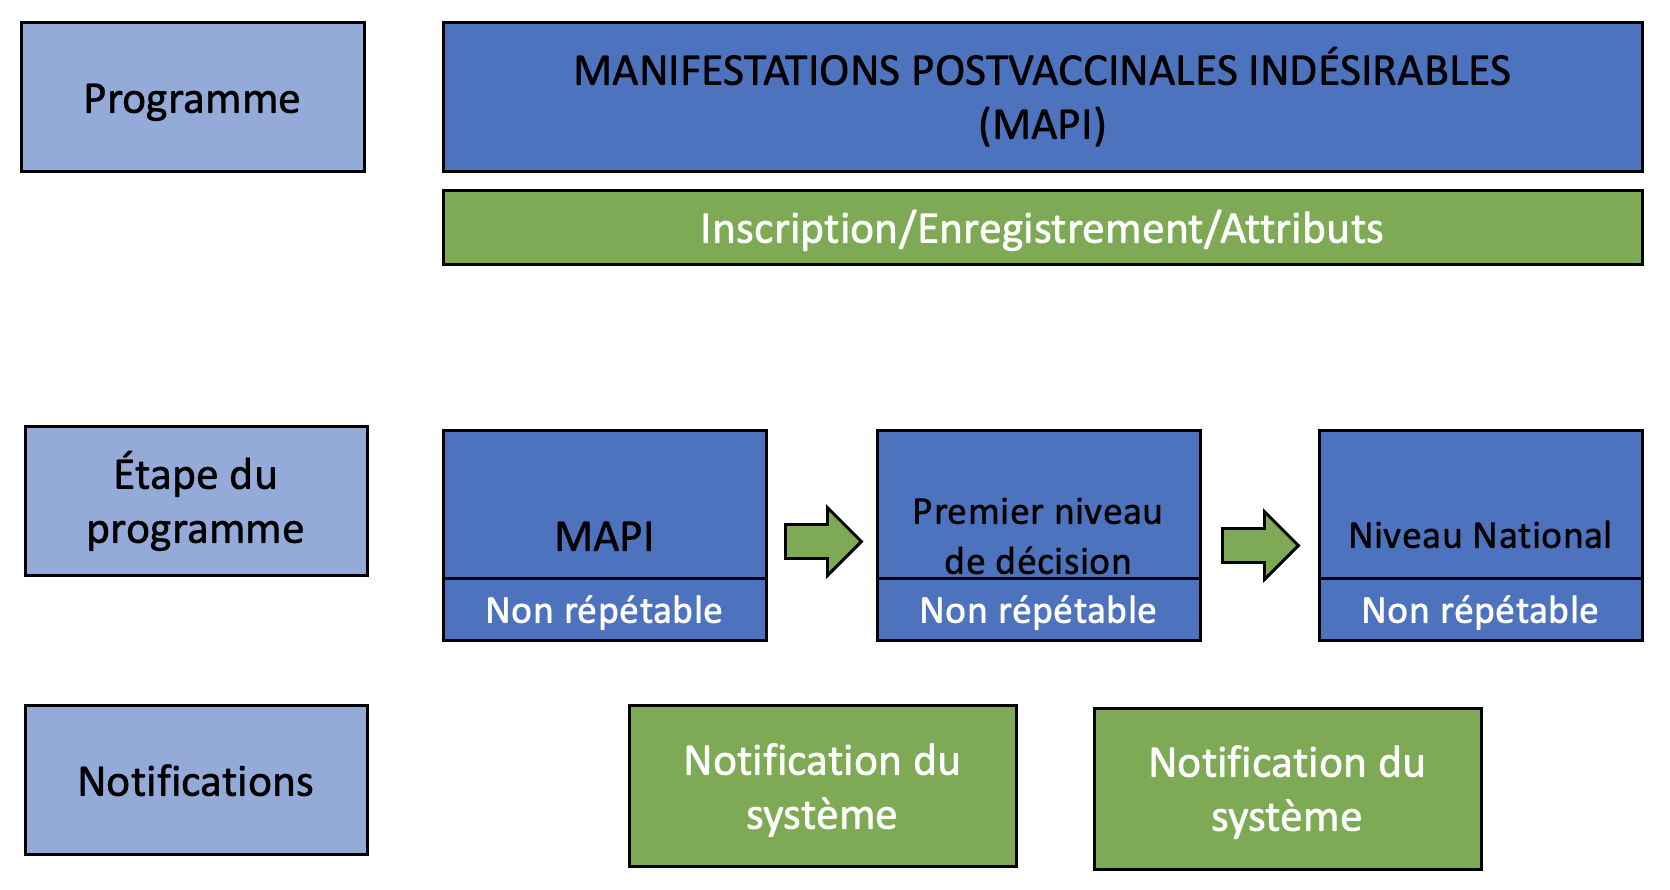 Programme
MANIFESTATIONS POSTVACCINALES INDÉSIRABLES
(MAPI)
Inscription/Enregistrement/Attributs
Étape du
programme
MAPI
Non répétable
Premier niveau
de décision
Non répétable
Niveau National
Non répétable
Notifications
Notification du
système
Notification du
système